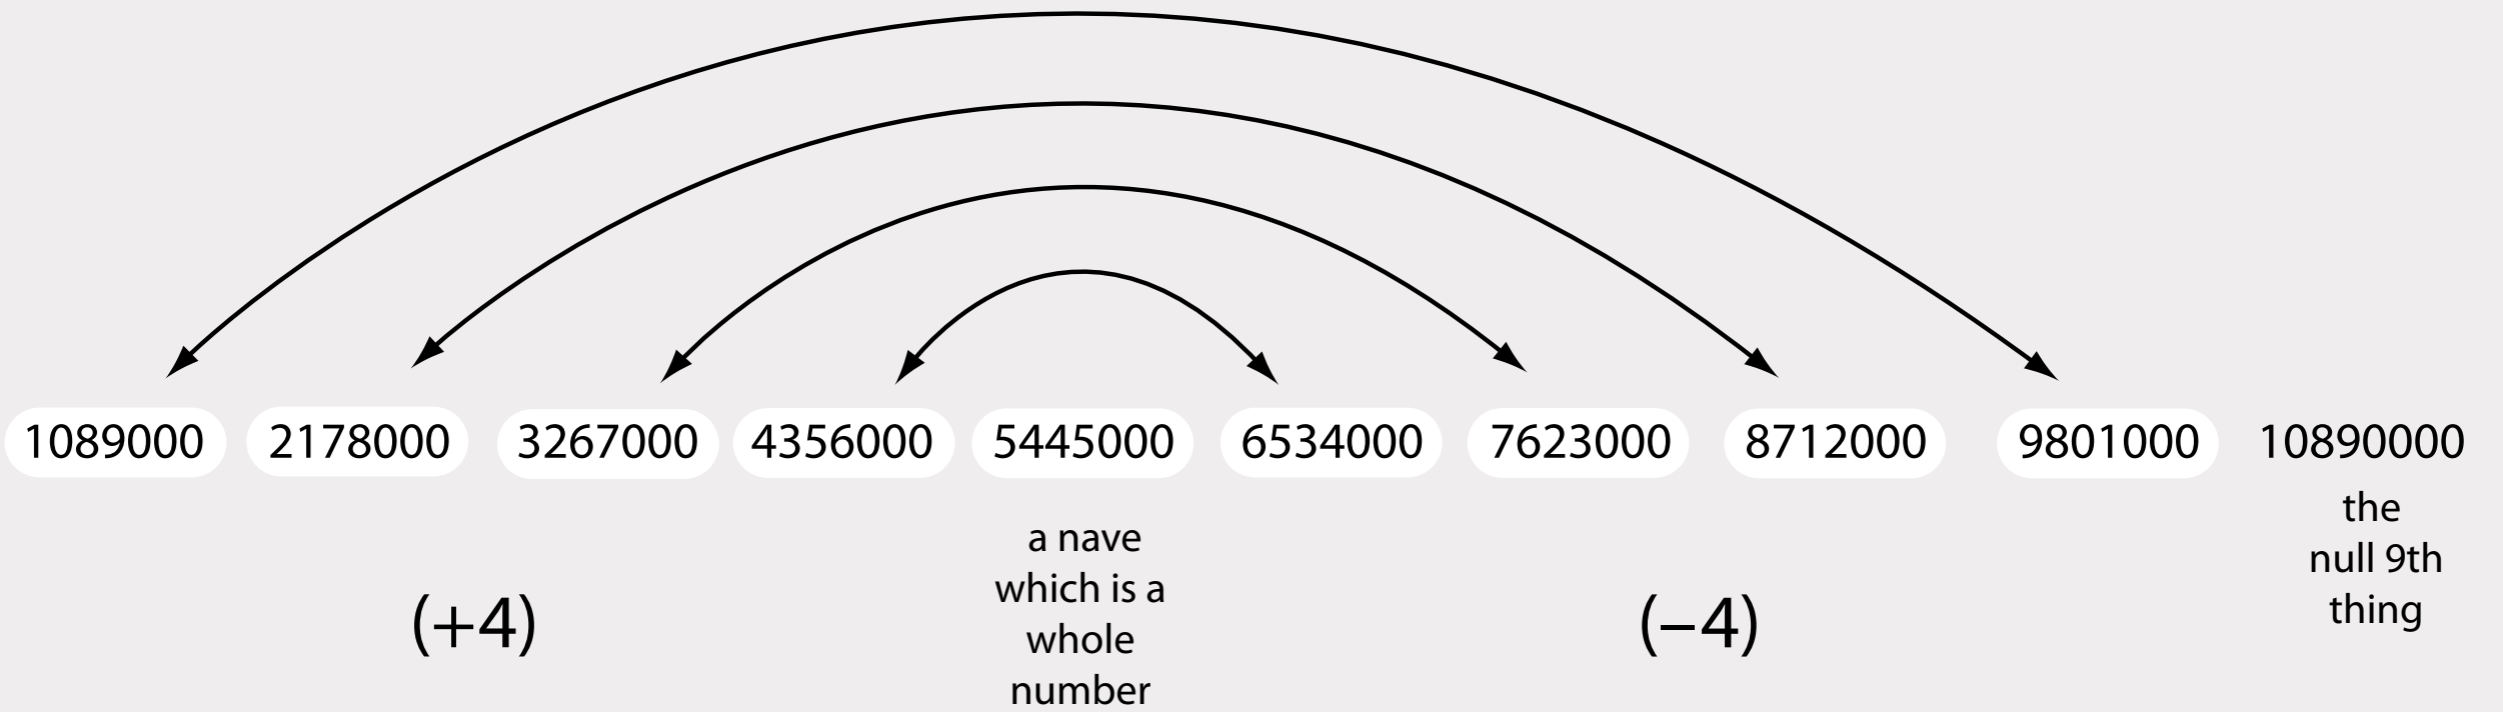 1089000 2178000 3267000 4356000 5445000 6534000 7623000 8712000 9801000 10890000
a nave
which is a
whole
number
(+4)
(−4)
the
null 9th
thing